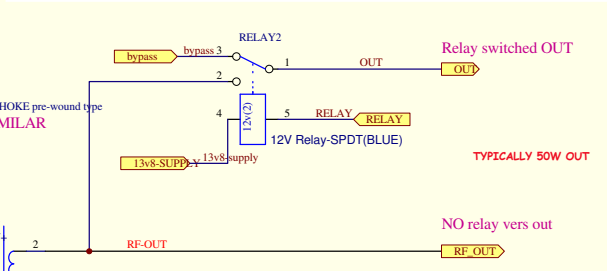 RELAY2
Relay switched OUT
bypass
bypass 3
1
OUT
OUT
2
HOKE pre-wound type
MILAR
4
12v(2)
5
RELAY
RELAY
12V Relay-SPDT(BLUE)
13v8-SUPPLY
13v8-supply
TYPICALLY 50W OUT
NO relay vers out
2
RF-OUT
RF_OUT